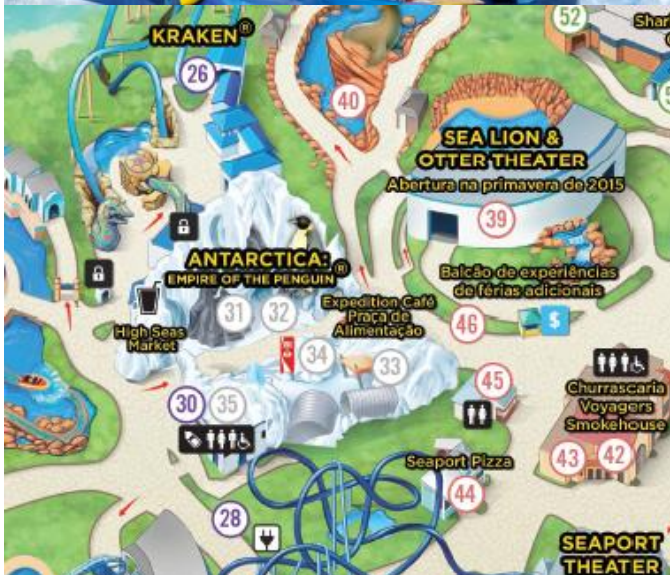 KRAKEN®
26
52
Shar
40
SEA LION &
OTTER THEATER
Abertura na primavera de 2015
39
ANTARCTICA:
EMPIRE OF THE PENGUIN®
31
32
High Seas
Market
Expedition Café
Praça de
Alimentação
34
33
Balcão de experiências
de férias adicionais
46
$
30
35
45
Churrascaria
Voyagers
Smokehouse
43
42
Seaport Pizza
44
28
SEAPORT
THEATER